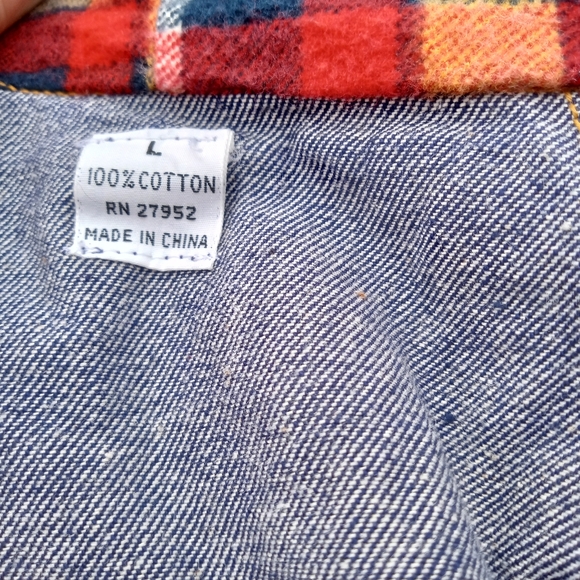 L
100% COTTON
RN 27952
MADE IN CHINA